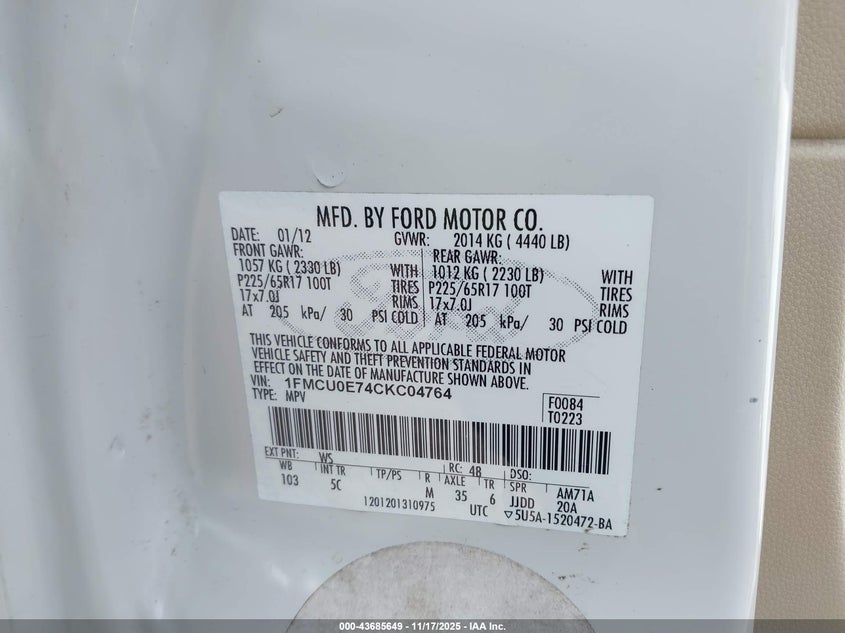 MFD. BY FORD MOTOR CO.
DATE: 01/12 GVWR: 2014 KG ( 4440 LB)
FRONT GAWR: REAR GAWR:
1057 KG ( 2330 LB) WITH 1012 KG ( 2230 LB) WITH
P225/65R17 100T TIRES P225/65R17 100T TIRES
17x7.0J RIMS 17x7.0J RIMS
AT 205 kPa/ 30 PSI COLD AT 205 kPa/ 30 PSI COLD
THIS VEHICLE CONFORMS TO ALL APPLICABLE FEDERAL MOTOR
VEHICLE SAFETY AND THEFT PREVENTION STANDARDS IN
EFFECT ON THE DATE OF MANUFACTURE SHOWN ABOVE.
VIN: 1FMCU0E74CKC04764
TYPE: MPV
F0084
T0223
EXT PNT: WS RC: 48 DSO:
WB INT TR TP/PS R AXLE TR SPR AM71A
103 5C M 35 6 JJDD 20A
1201201310975 UTC ▽5U5A-1520472-BA
000-43685649 - 11/17/2025 - IAA Inc.